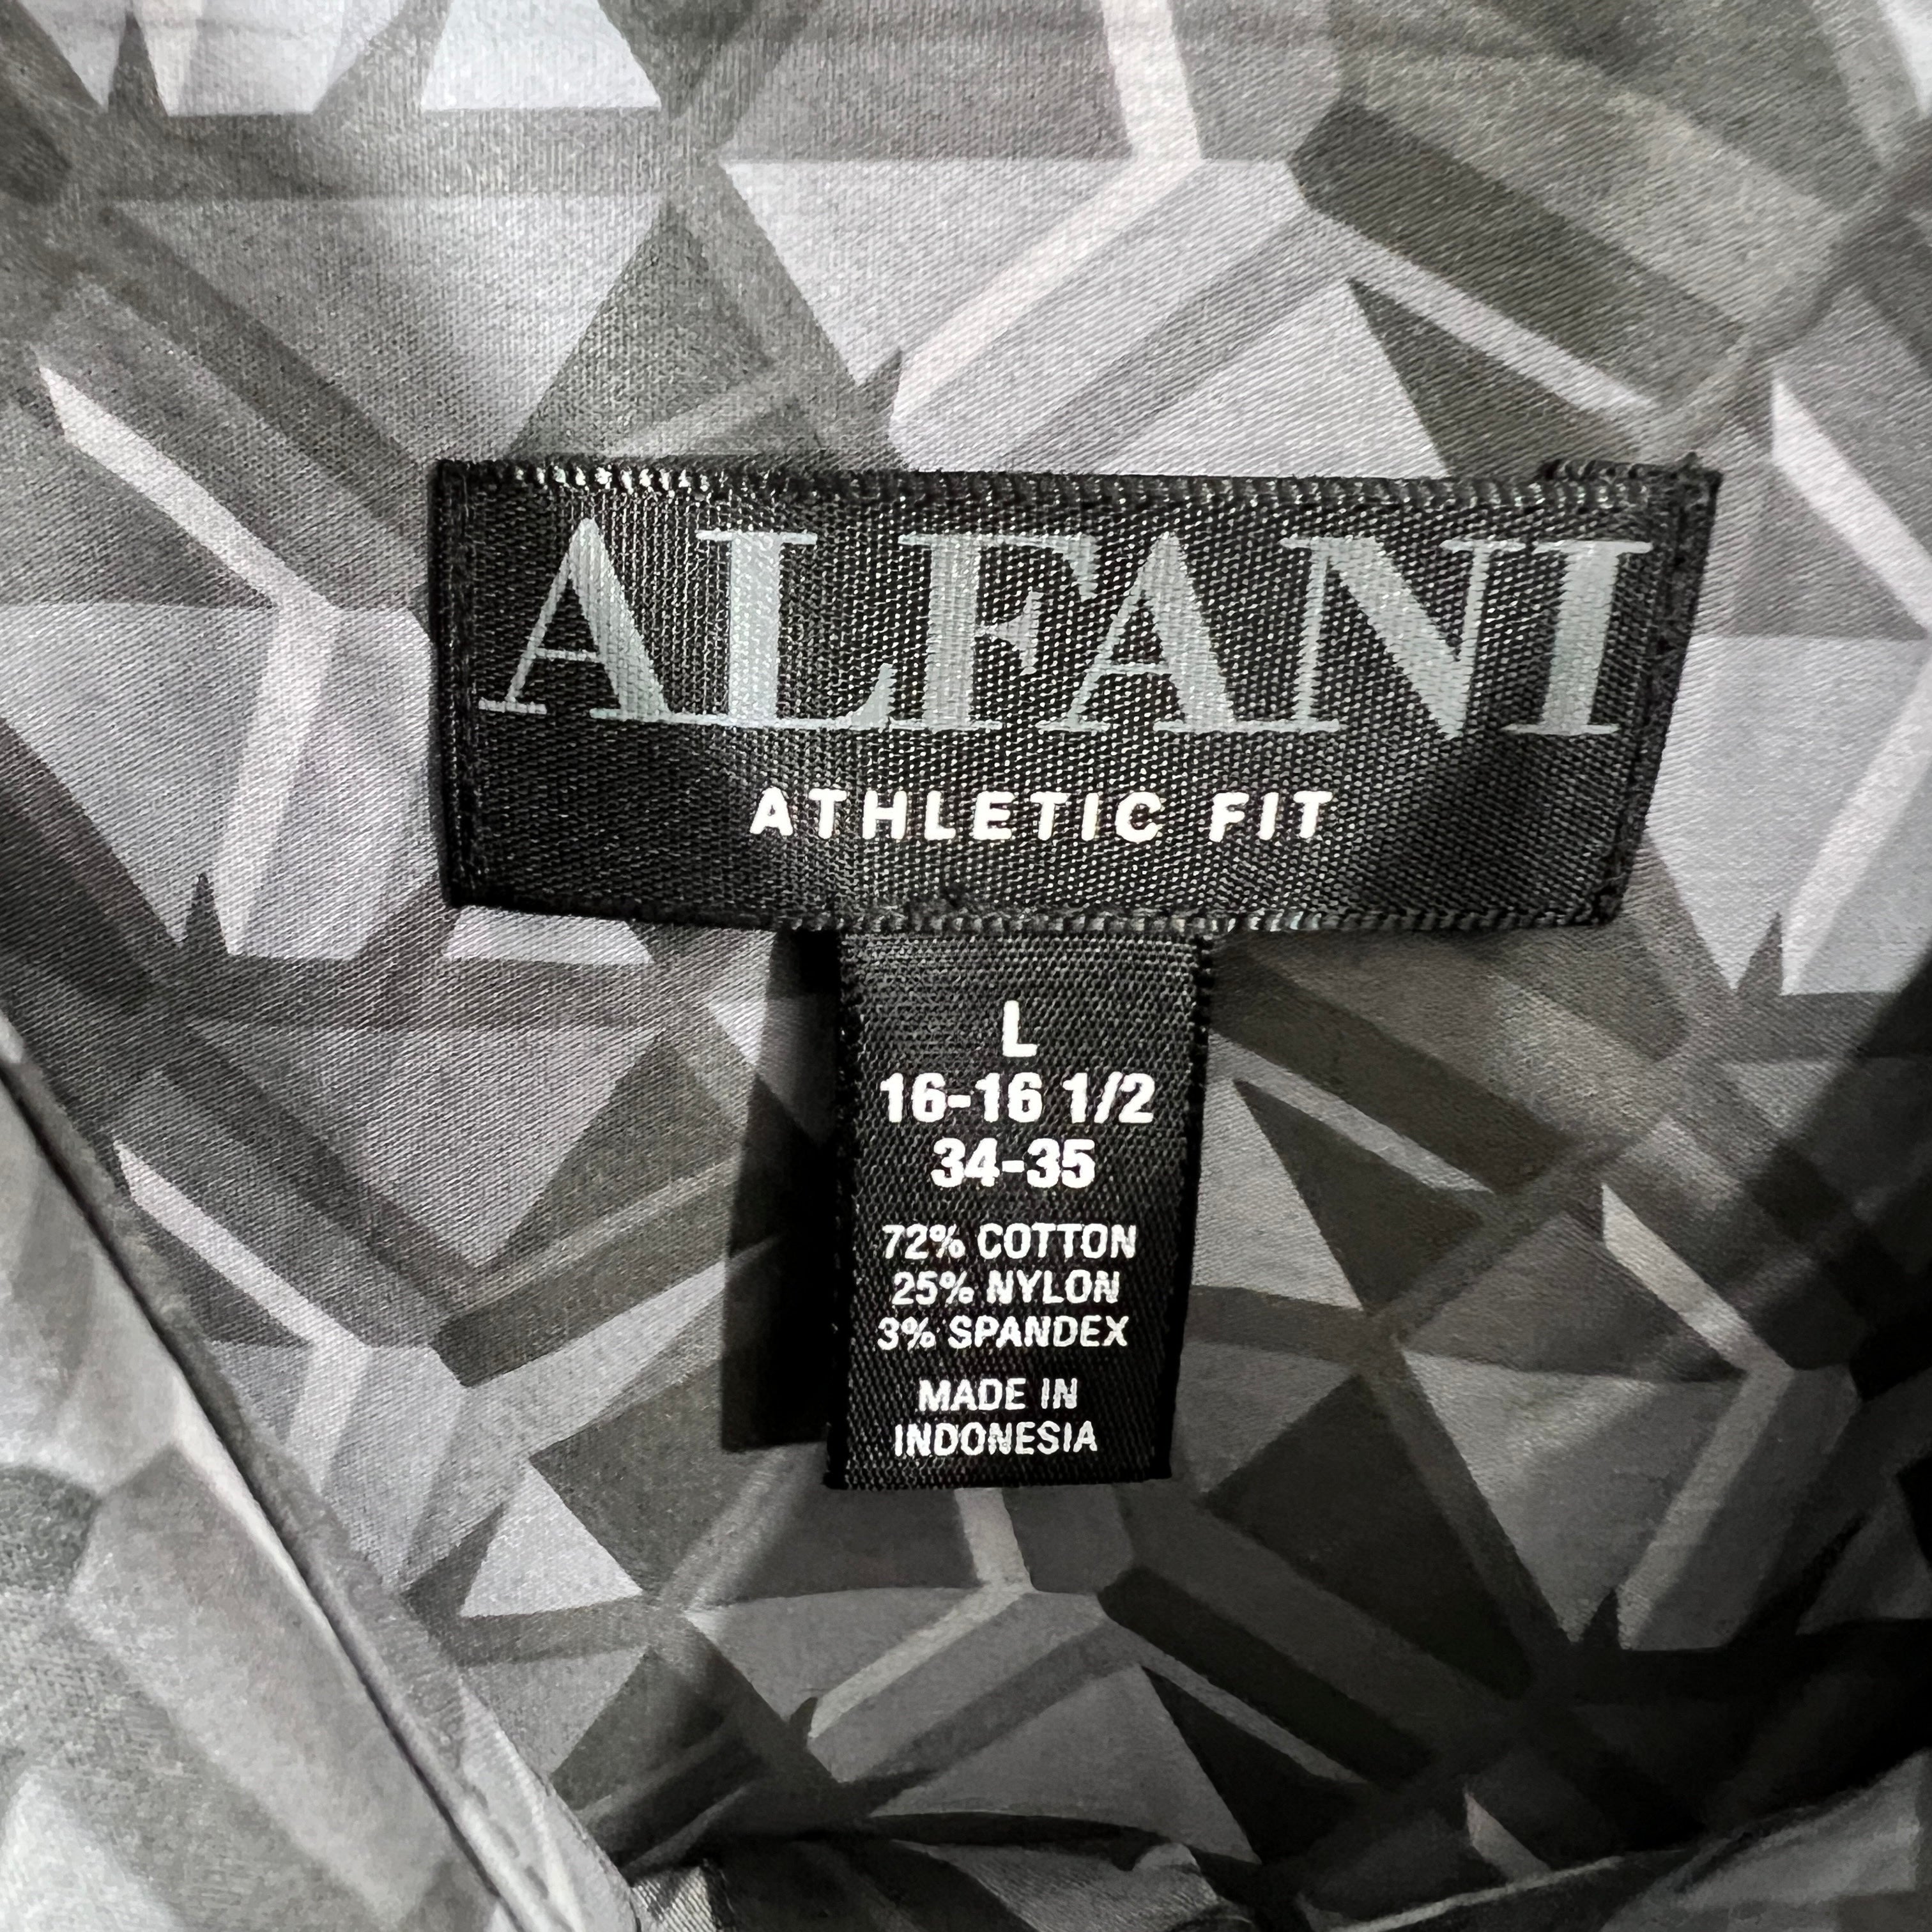 ALFANI
ATHLETIC FIT
L
16-16 1/2
34-35
72% COTTON
25% NYLON
3% SPANDEX
MADE IN
INDONESIA